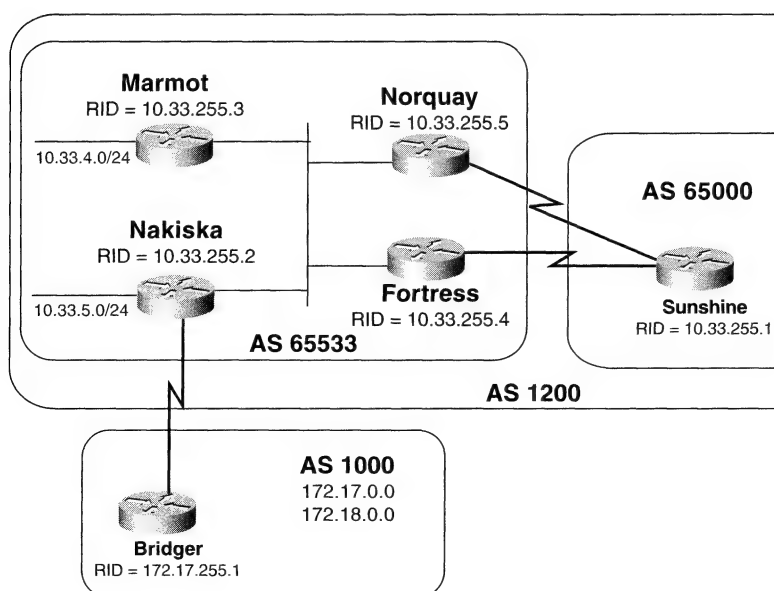 Marmot
RID = 10.33.255.3
10.33.4.0/24
Norquay
RID = 10.33.255.5
AS 65000
Nakiska
RID = 10.33.255.2
10.33.5.0/24
Fortress
RID = 10.33.255.4
Sunshine
RID = 10.33.255.1
AS 65533
AS 1200
AS 1000
172.17.0.0
172.18.0.0
Bridger
RID = 172.17.255.1